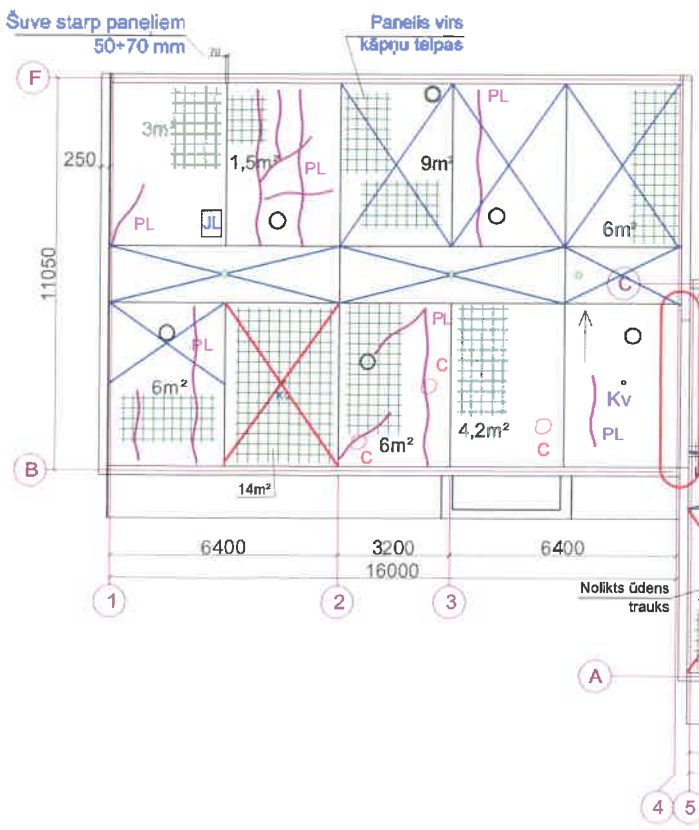 Šuve starp paneļiem
50÷70 mm
Panelis virs
kāpņu telpas
70
F
250
11050
3m²
1,5m²
PL
9m²
PL
PL
JL
6m²
C
PL
PL
6m²
C
Kv
Kv
4,2m²
PL
6m²
C
C
B
14m²
6400
3200
6400
16000
1
2
3
Nolikts ūdens
trauks
A
4
5